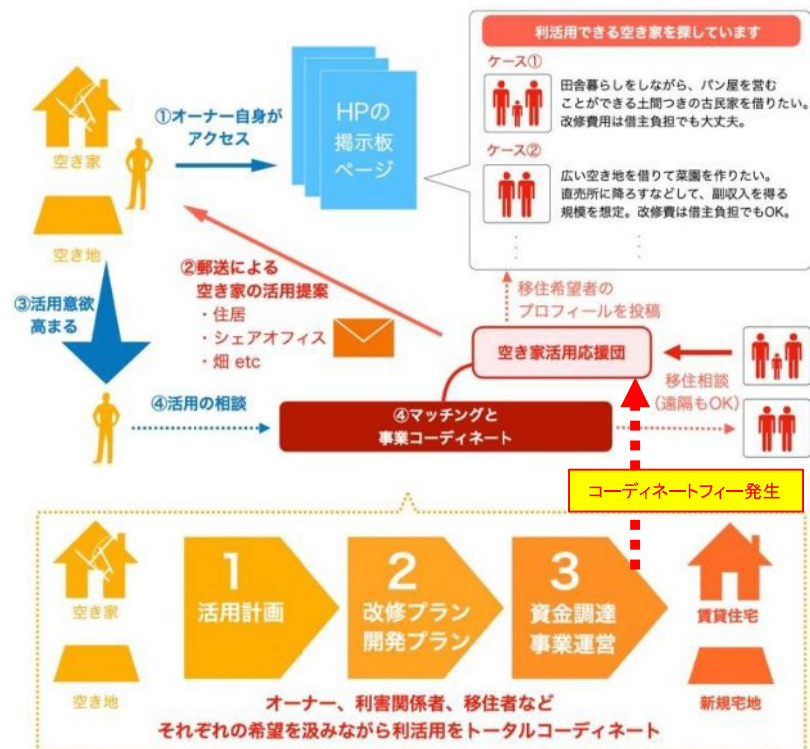 利活用できる空き家を探しています
ケース①
田舎暮らしをしながら、パン屋を営む
ことができる土間つきの古民家を借りたい。
改修費用は借主負担でも大丈夫。
ケース②
広い空き地を借りて菜園を作りたい。
直売所に降ろすなどして、副収入を得る
規模を想定。改修費は借主負担でもOK。
①オーナー自身が
アクセス
HPの
掲示板
ページ
空き家
空き地
②郵送による
空き家の活用提案
・住居
・シェアオフィス
・畑 etc
③活用意欲
高まる
移住希望者の
プロフィールを投稿
空き家活用応援団
移住相談
(遠隔もOK)
④活用の相談
④マッチングと
事業コーディネート
コーディネートフィー発生
空き家
空き地
1
活用計画
2
改修プラン
開発プラン
3
資金調達
事業運営
賃貸住宅
新規宅地
オーナー、利害関係者、移住者など
それぞれの希望を汲みながら利活用をトータルコーディネート